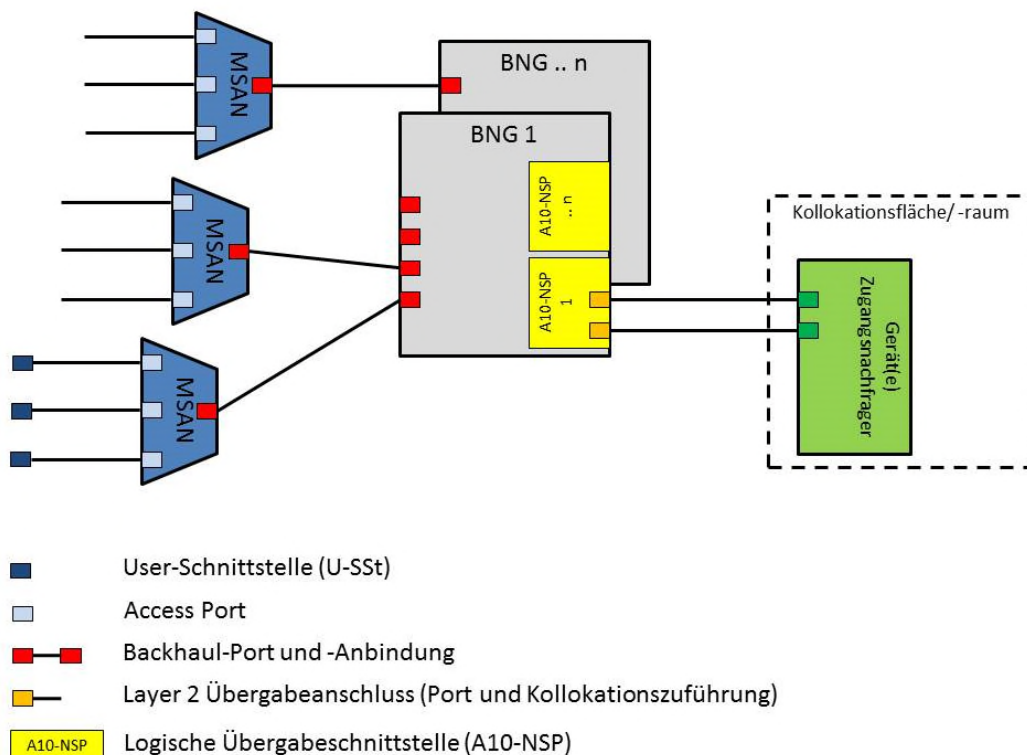 MSAN
BNG .. n
BNG 1
A10-NSP
.. n
MSAN
Kollokationsfläche/ -raum
A10-NSP
1
Gerät(e)
Zugangsnachfrager
MSAN
User-Schnittstelle (U-SSt)
Access Port
Backhaul-Port und -Anbindung
Layer 2 Übergabeanschluss (Port und Kollokationszuführung)
A10-NSP Logische Übergabeschnittstelle (A10-NSP)